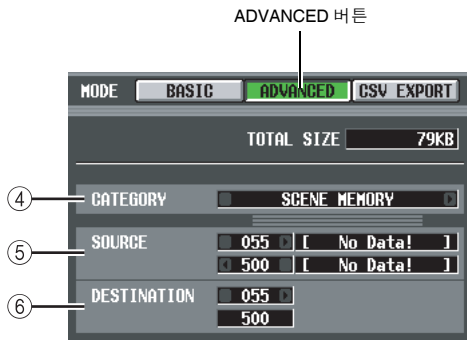 ADVANCED 버튼
MODE BASIC ADVANCED CSV EXPORT
TOTAL SIZE 79KB
④ CATEGORY SCENE MEMORY
⑤ SOURCE 055 [ No Data! ]
500 [ No Data! ]
⑥ DESTINATION 055
500